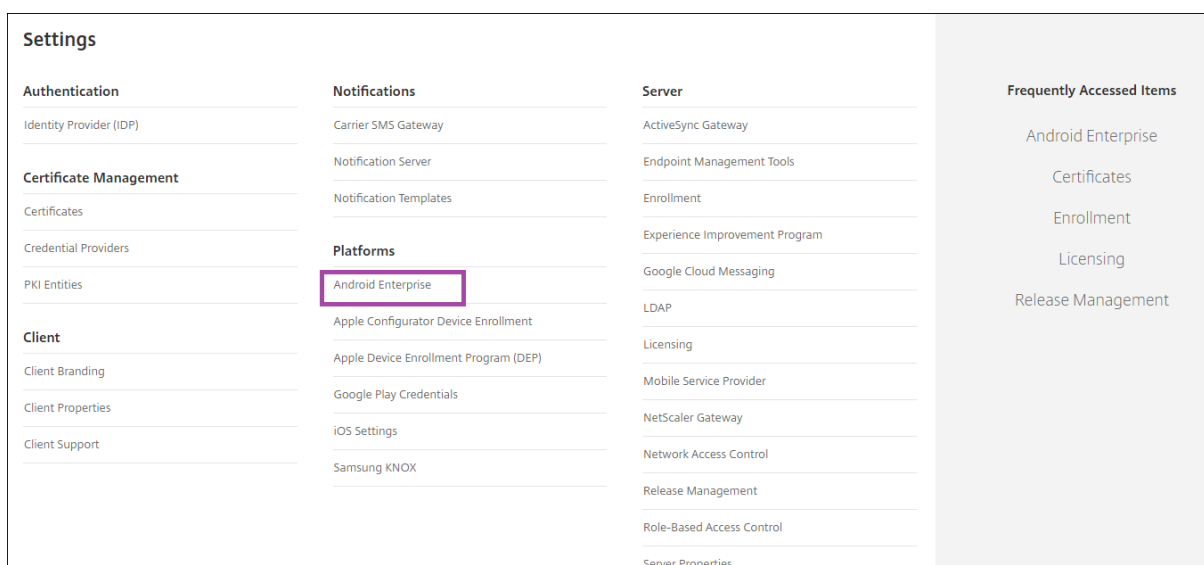 Settings
Authentication
Identity Provider (IDP)
Certificate Management
Certificates
Credential Providers
PKI Entities
Client
Client Branding
Client Properties
Client Support
Notifications
Carrier SMS Gateway
Notification Server
Notification Templates
Platforms
Android Enterprise
Apple Configurator Device Enrollment
Apple Device Enrollment Program (DEP)
Google Play Credentials
iOS Settings
Samsung KNOX
Server
ActiveSync Gateway
Endpoint Management Tools
Enrollment
Experience Improvement Program
Google Cloud Messaging
LDAP
Licensing
Mobile Service Provider
NetScaler Gateway
Network Access Control
Release Management
Role-Based Access Control
Server Properties
Frequently Accessed Items
Android Enterprise
Certificates
Enrollment
Licensing
Release Management